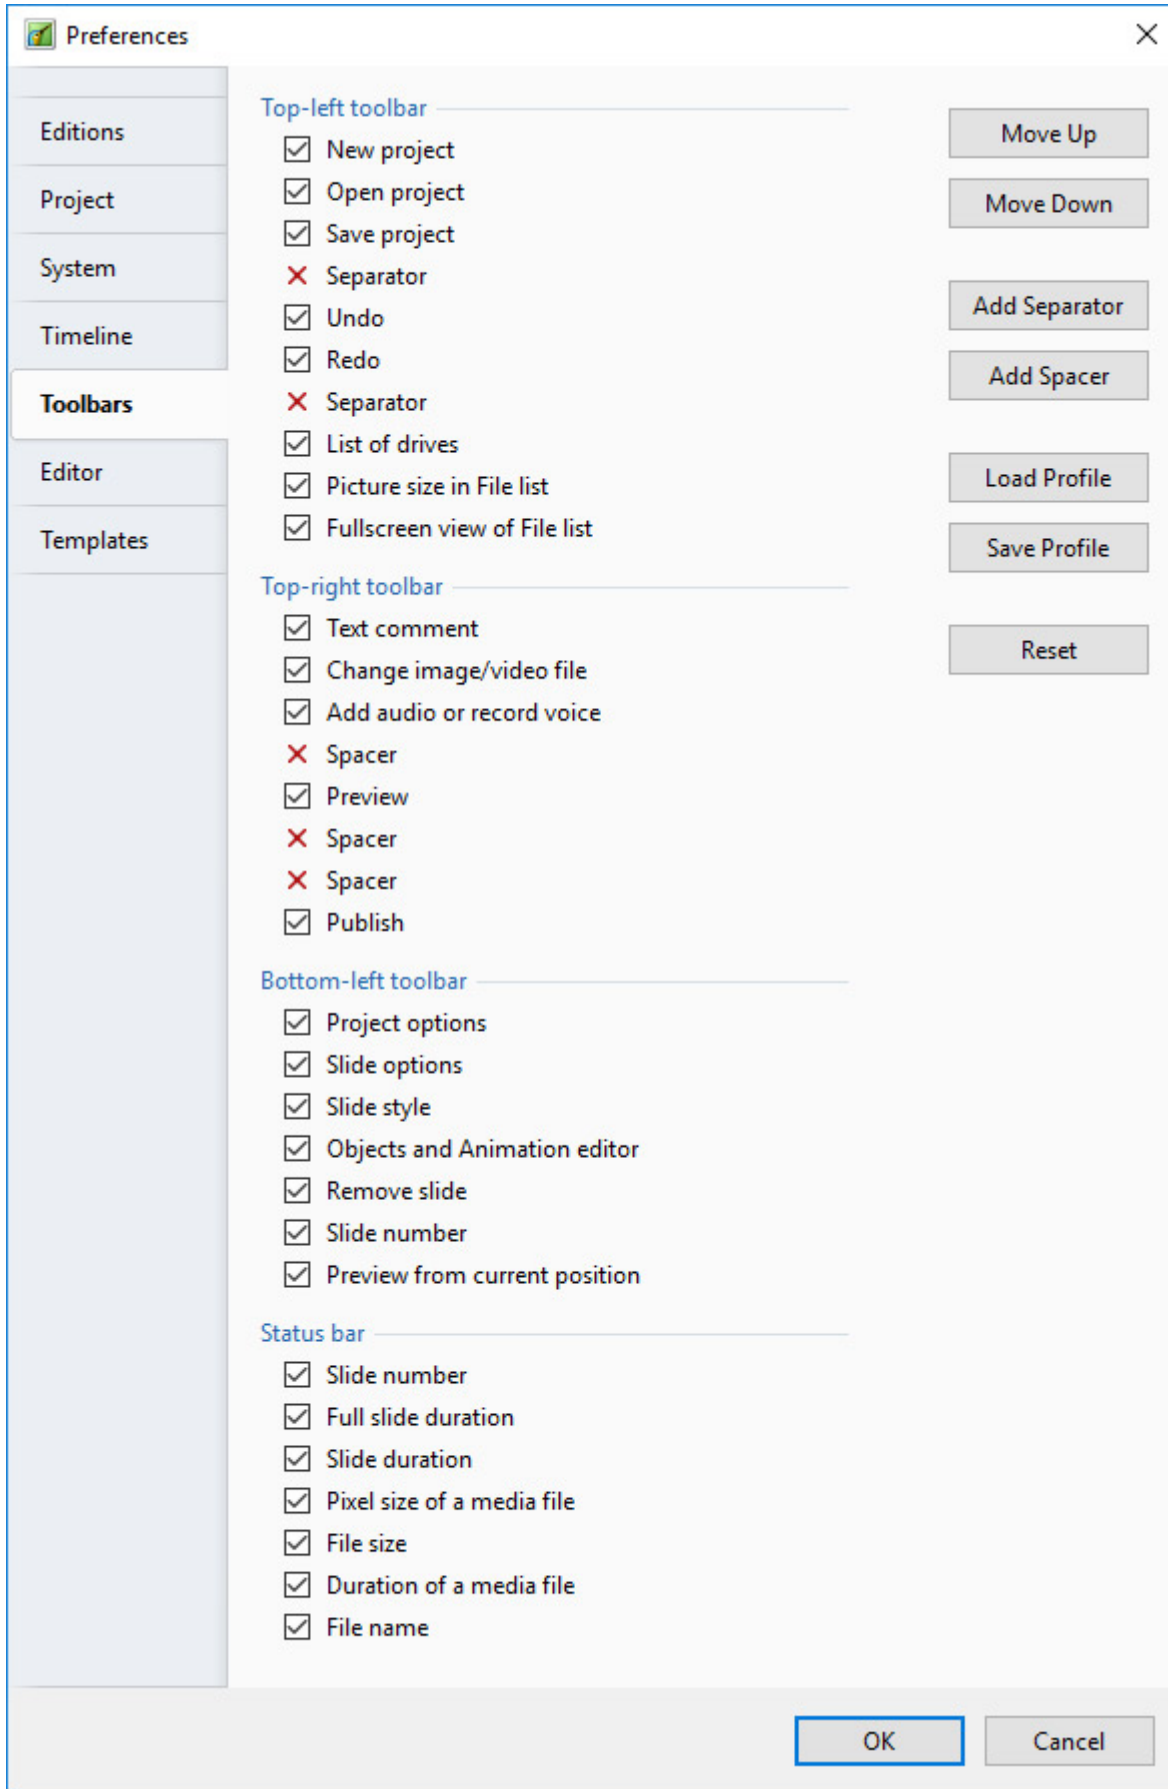 Preferences
Editions
Project
System
Timeline
Toolbars
Editor
Templates
Top-left toolbar
New project
Open project
Save project
Separator
Undo
Redo
Separator
List of drives
Picture size in File list
Fullscreen view of File list
Top-right toolbar
Text comment
Change image/video file
Add audio or record voice
Spacer
Preview
Spacer
Spacer
Publish
Bottom-left toolbar
Project options
Slide options
Slide style
Objects and Animation editor
Remove slide
Slide number
Preview from current position
Status bar
Slide number
Full slide duration
Slide duration
Pixel size of a media file
File size
Duration of a media file
File name
Move Up
Move Down
Add Separator
Add Spacer
Load Profile
Save Profile
Reset
OK
Cancel